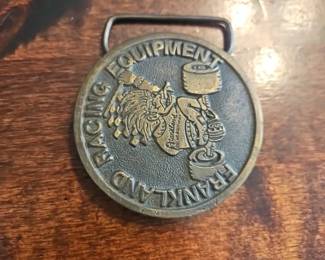 FRANKLAND RACING EQUIPMENT